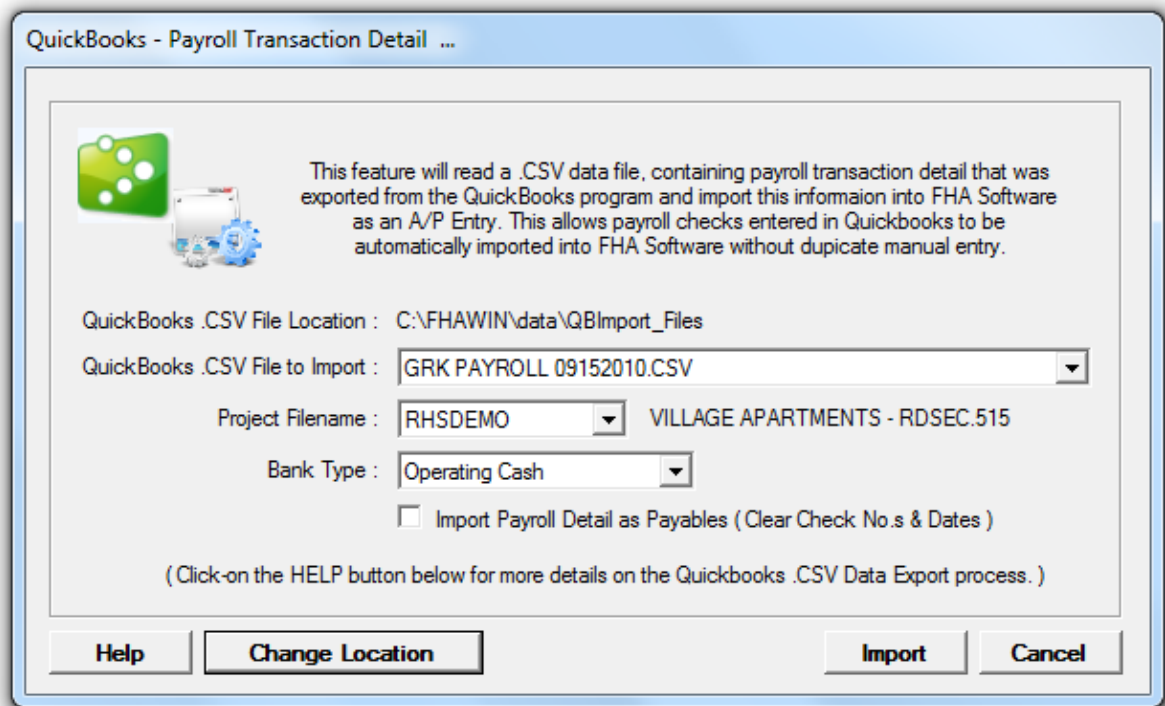 QuickBooks - Payroll Transaction Detail ...
This feature will read a .CSV data file, containing payroll transaction detail that was
exported from the QuickBooks program and import this informaion into FHA Software
as an A/P Entry. This allows payroll checks entered in Quickbooks to be
automatically imported into FHA Software without dupicate manual entry.
QuickBooks .CSV File Location : C:\FHAWIN\data\QBImport_Files
QuickBooks .CSV File to Import : GRK PAYROLL 09152010.CSV
Project Filename : RHSDEMO VILLAGE APARTMENTS - RDSEC.515
Bank Type : Operating Cash
Import Payroll Detail as Payables ( Clear Check No.s & Dates )
( Click-on the HELP button below for more details on the Quickbooks .CSV Data Export process. )
Help Change Location Import Cancel